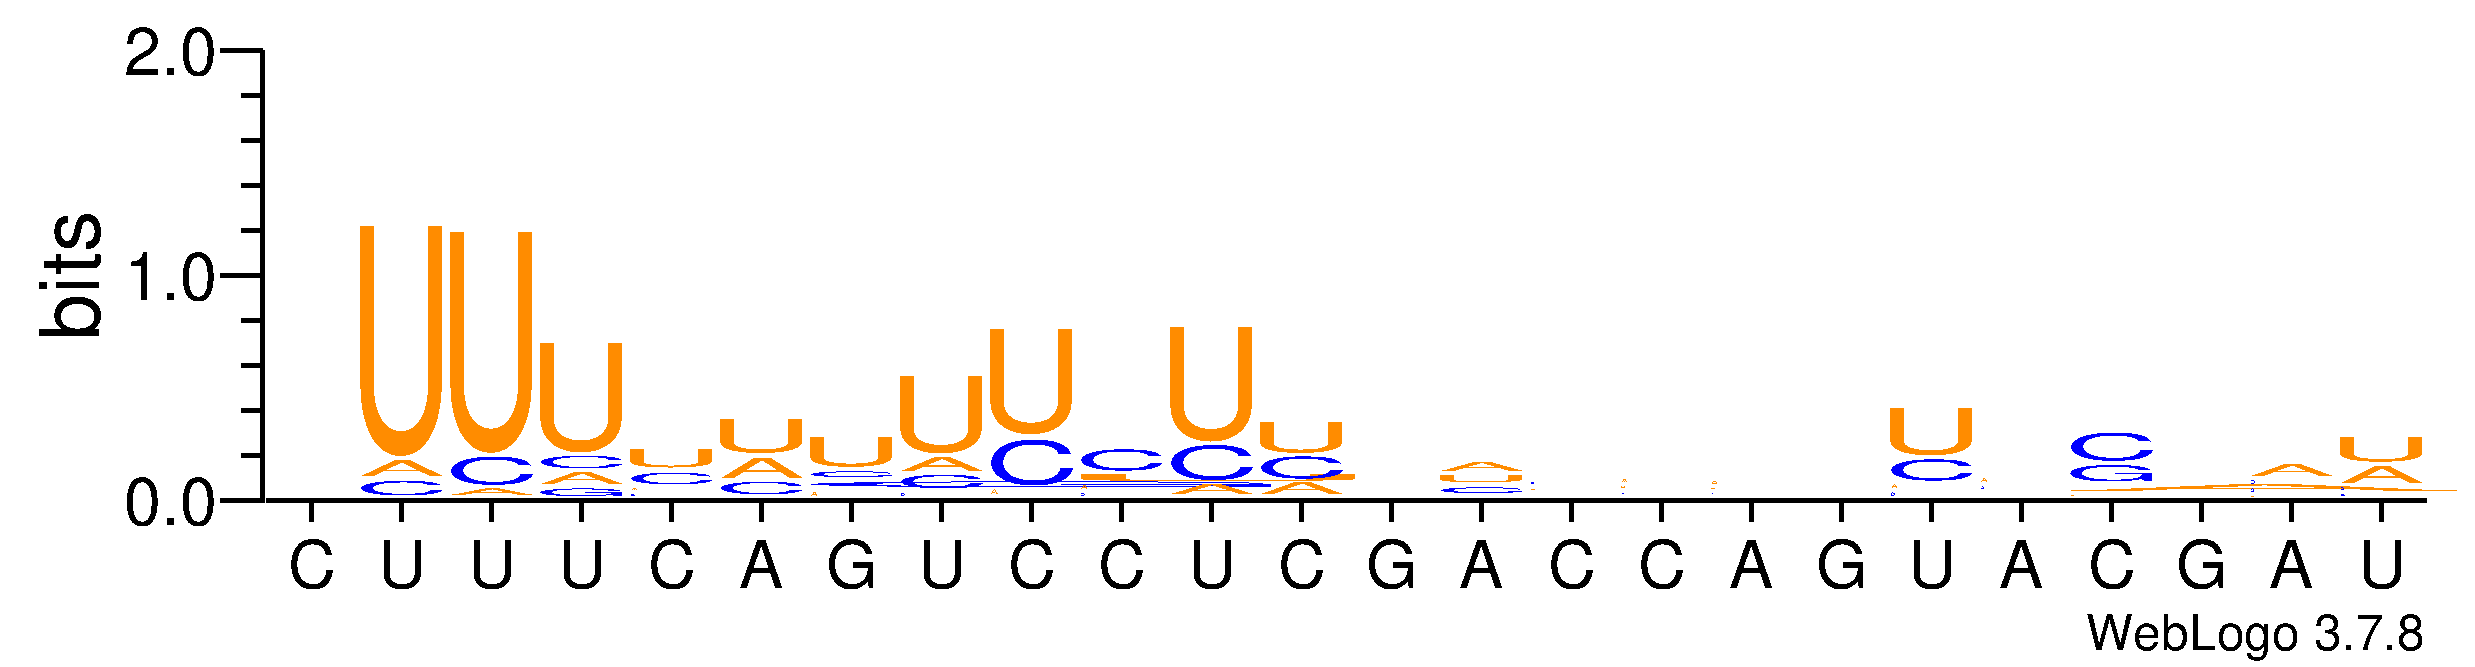 2.0
1.0
0.0
bits
C U U U C A G U C C U C G A C C A G U A C G A U
WebLogo 3.7.8